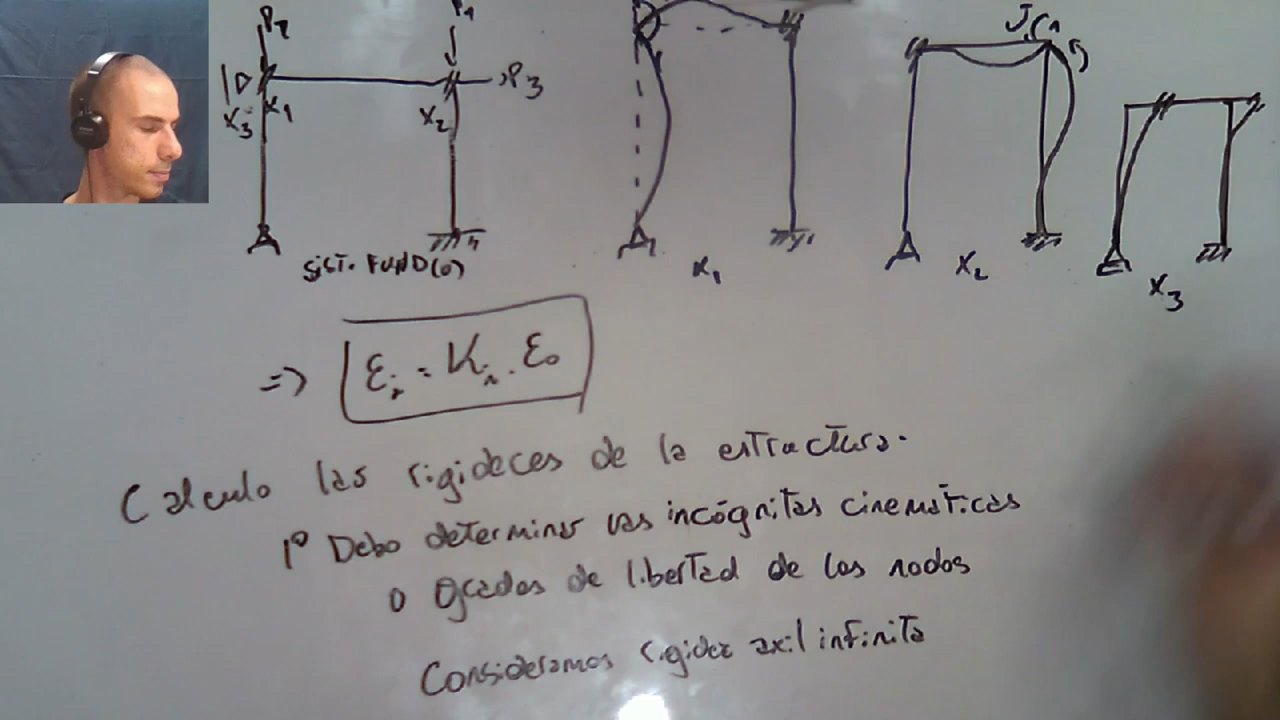 P2
P1
P3
X3
X1
X2
SIST. FUND(0)
X1
X2
X3
=> Ei = Ki . E0
Calculo las rigideces de la estructura.
1º Debo determinar las incógnitas cinemáticas
o grados de libertad de los nodos
Consideramos rigidez axil infinita